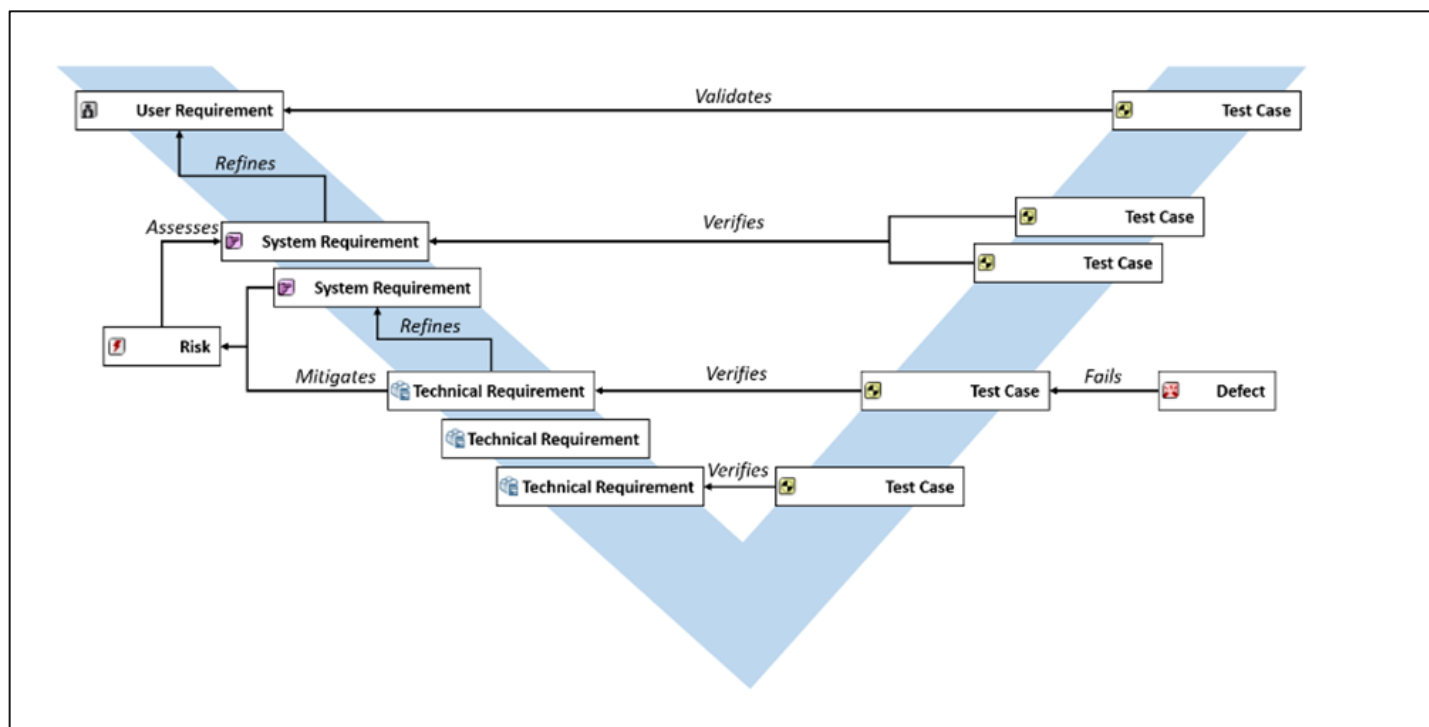 Validates
User Requirement
Test Case
Refines
Assesses
Verifies
Test Case
System Requirement
Test Case
System Requirement
Refines
Risk
Mitigates
Technical Requirement
Verifies
Test Case
Fails
Defect
Technical Requirement
Verifies
Technical Requirement
Test Case